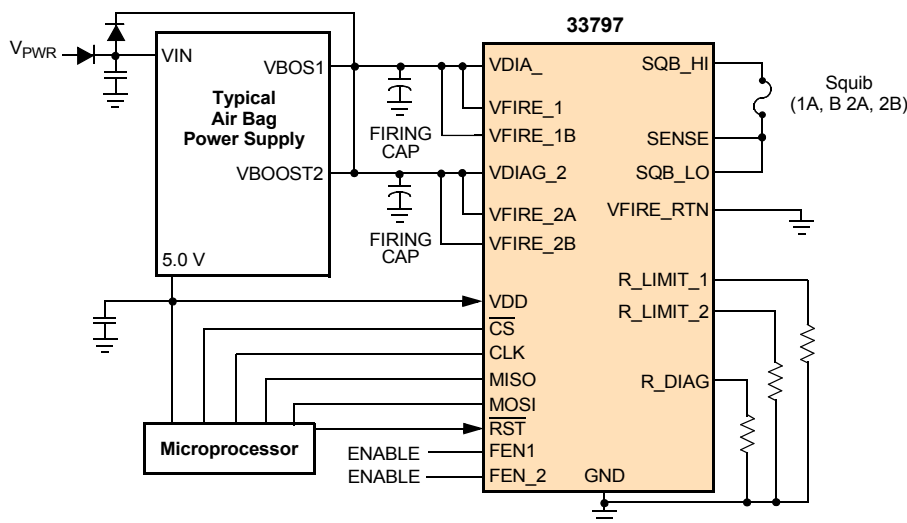 33797
VPWR
VIN
VBOS1
Typical
Air Bag
Power Supply
VBOOST2
5.0 V
FIRING
CAP
FIRING
CAP
VDIA_
VFIRE_1
VFIRE_1B
VDIAG_2
VFIRE_2A
VFIRE_2B
VDD
CS
CLK
MISO
MOSI
RST
FEN1
FEN_2
GND
SQB_HI
SENSE
SQB_LO
VFIRE_RTN
R_LIMIT_1
R_LIMIT_2
R_DIAG
Squib
(1A, B 2A, 2B)
Microprocessor
ENABLE
ENABLE